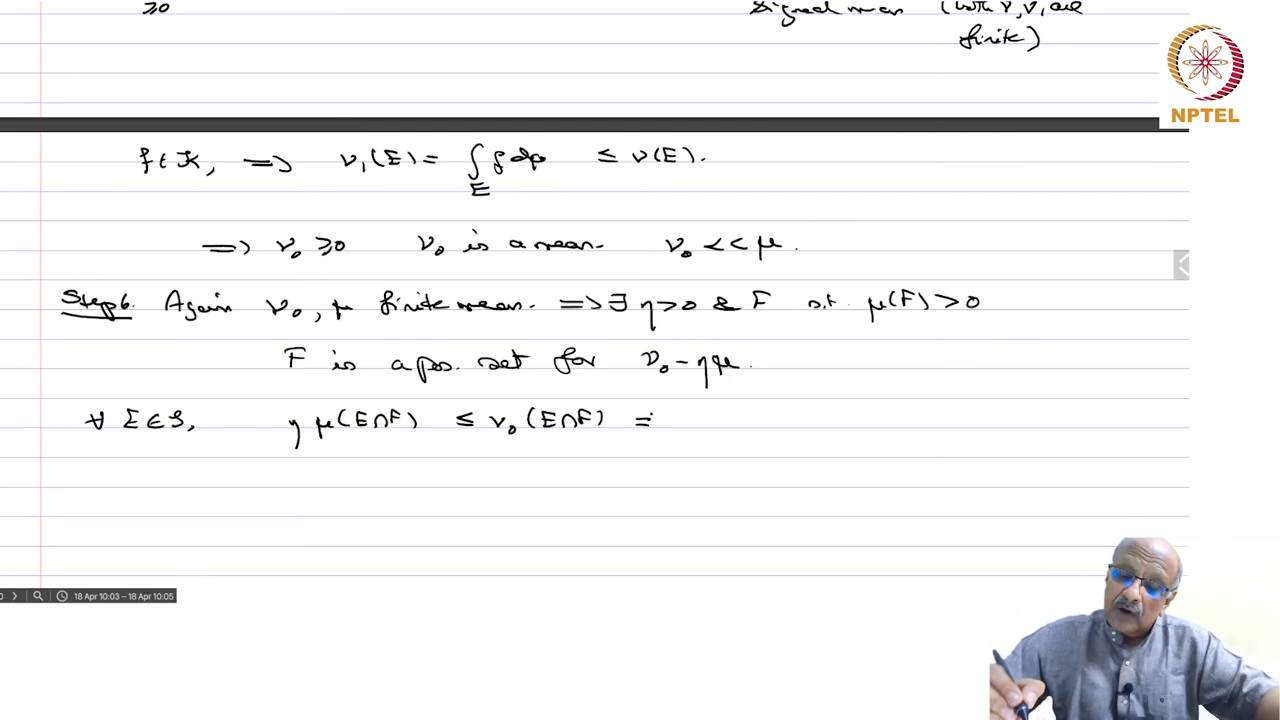 ≥0 signed meas (both ν, ν₁ are
finite)
NPTEL
f ∈ K, ⟹ ν₁(E) = ∫_E f dμ ≤ ν(E).
⟹ ν₀ ≥ 0 ν₀ is a meas. ν₀ << μ.
Step 6. Again ν₀, μ finite meas. ⟹ ∃ η>0 & F s.t. μ(F) > 0
F is a pos. set for ν₀ - ημ.
∀ E ∈ S, η μ(E∩F) ≤ ν₀(E∩F) =
18 Apr 10:03 – 18 Apr 10:05